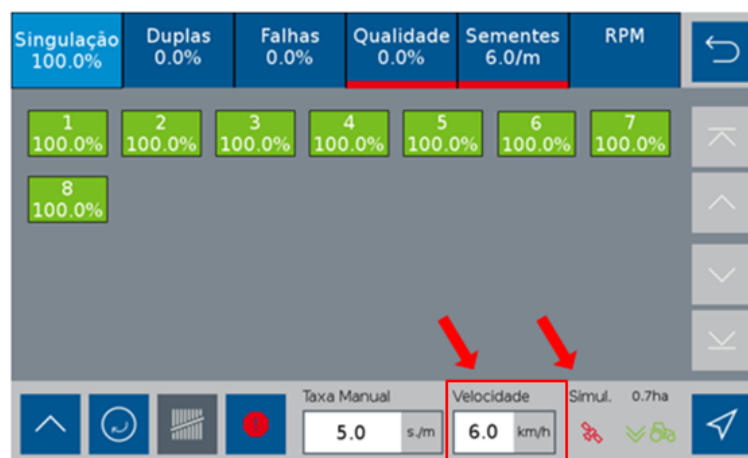 Singulação Duplas Falhas Qualidade Sementes RPM
100.0% 0.0% 0.0% 0.0% 6.0/m
1 2 3 4 5 6 7
100.0% 100.0% 100.0% 100.0% 100.0% 100.0% 100.0%
8
100.0%
Taxa Manual Velocidade Simul. 0.7ha
5.0 s./m 6.0 km/h